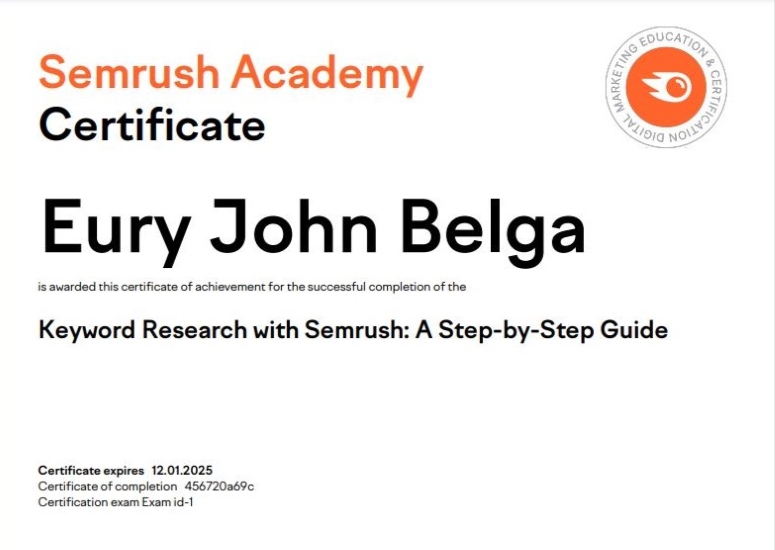 Semrush Academy
Certificate
DIGITAL MARKETING EDUCATION & CERTIFICATION
Eury John Belga
is awarded this certificate of achievement for the successful completion of the
Keyword Research with Semrush: A Step-by-Step Guide
Certificate expires 12.01.2025
Certificate of completion 456720a69c
Certification exam Exam id-1